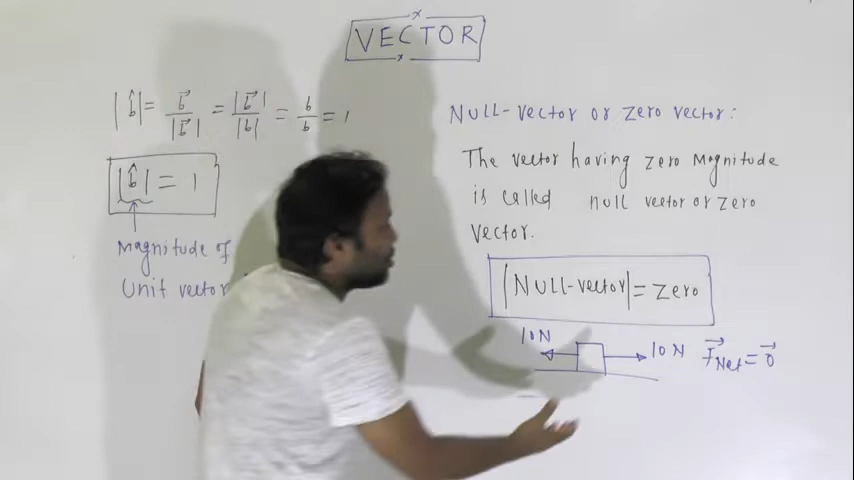 VECTOR
|b̂| = b⃗/|b⃗| = |b⃗|/|b| = b/b = 1
|b̂| = 1
Magnitude of
Unit vector
NULL-vector or zero vector:
The vector having zero magnitude
is called null vector or zero
vector.
|NULL-vector| = zero
10N 10N F⃗Net = 0⃗